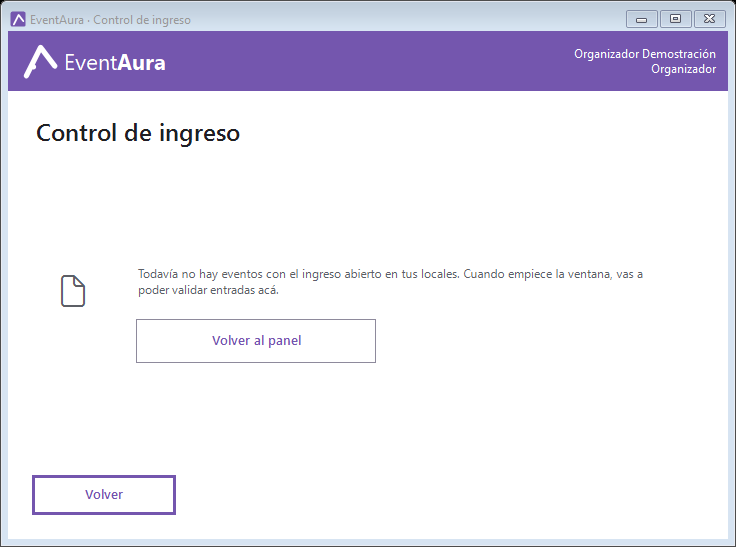 EventAura · Control de ingreso
EventAura
Organizador Demostración
Organizador
Control de ingreso
Todavía no hay eventos con el ingreso abierto en tus locales. Cuando empiece la ventana, vas a
poder validar entradas acá.
Volver al panel
Volver